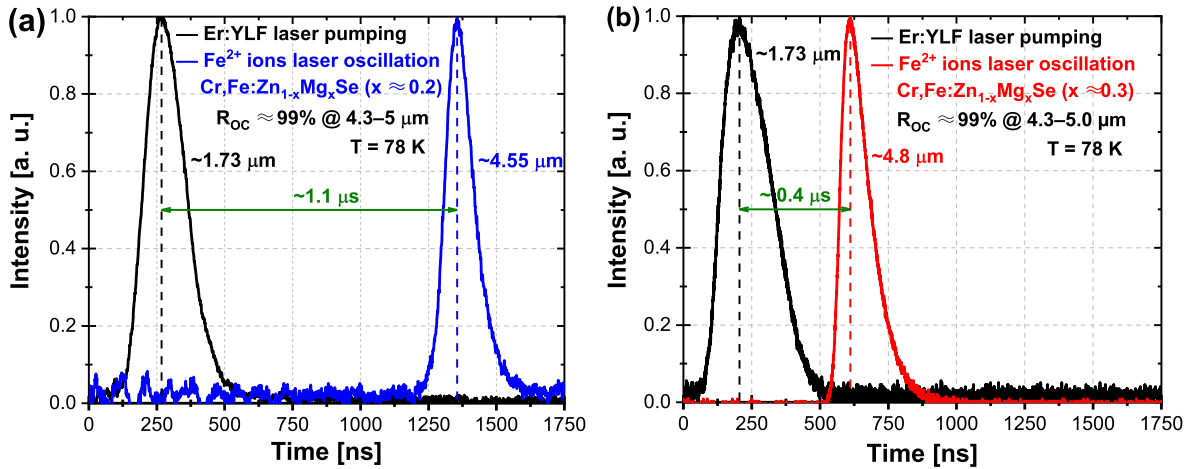 (a)
Er:YLF laser pumping
Fe²⁺ ions laser oscillation
Cr,Fe:Zn₁₋ₓMgₓSe (x ≈0.2)
R_OC ≈ 99% @ 4.3–5 μm
T = 78 K
~1.73 μm
~4.55 μm
~1.1 μs
Intensity [a. u.]
1.0
0.8
0.6
0.4
0.2
0.0
0 250 500 750 1000 1250 1500 1750
Time [ns]
(b)
Er:YLF laser pumping
Fe²⁺ ions laser oscillation
Cr,Fe:Zn₁₋ₓMgₓSe (x ≈0.3)
R_OC ≈ 99% @ 4.3–5.0 μm
T = 78 K
~1.73 μm
~4.8 μm
~0.4 μs
Intensity [a. u.]
1.0
0.8
0.6
0.4
0.2
0.0
0 250 500 750 1000 1250 1500 1750
Time [ns]